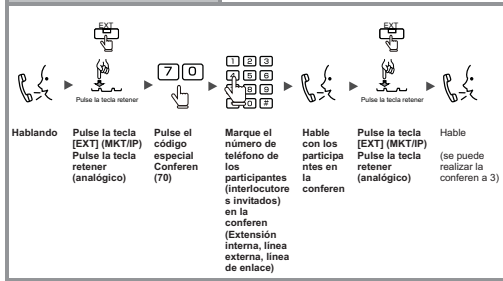 EXT
EXT
7 0
1 2 3
4 5 6
8 9
0 #
Pulse la tecla retener
Pulse la tecla retener
Hablando
Pulse la tecla
[EXT] (MKT/IP)
Pulse la tecla
retener
(analógico)
Pulse el
código
especial
Conferen
(70)
Marque el
número de
teléfono de
los
participantes
(interlocutore
s invitados)
en la
conferen
(Extensión
interna, línea
externa, línea
de enlace)
Hable
con los
participa
ntes en
la
conferen
Pulse la tecla
[EXT] (MKT/IP)
Pulse la tecla
retener
(analógico)
Hable
(se puede
realizar la
conferen a 3)